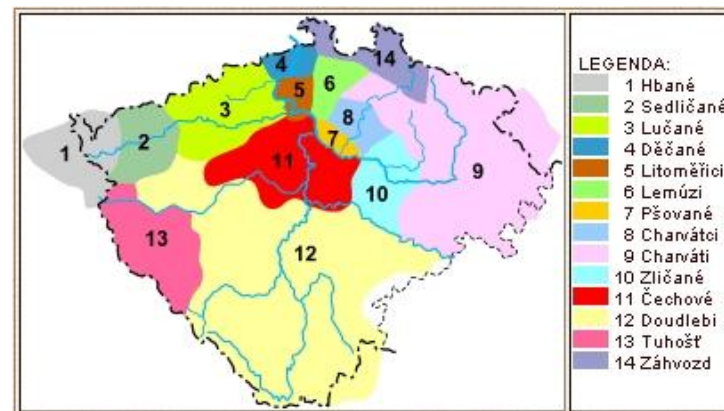 4
14
5
6
3
8
2
7
1
11
9
10
13
12
LEGENDA:
1 Hbané
2 Sedličané
3 Lučané
4 Děčané
5 Litoměřici
6 Lemúzi
7 Pšované
8 Charvátci
9 Charváti
10 Zličané
11 Čechové
12 Doudlebi
13 Tuhošť
14 Záhvozd